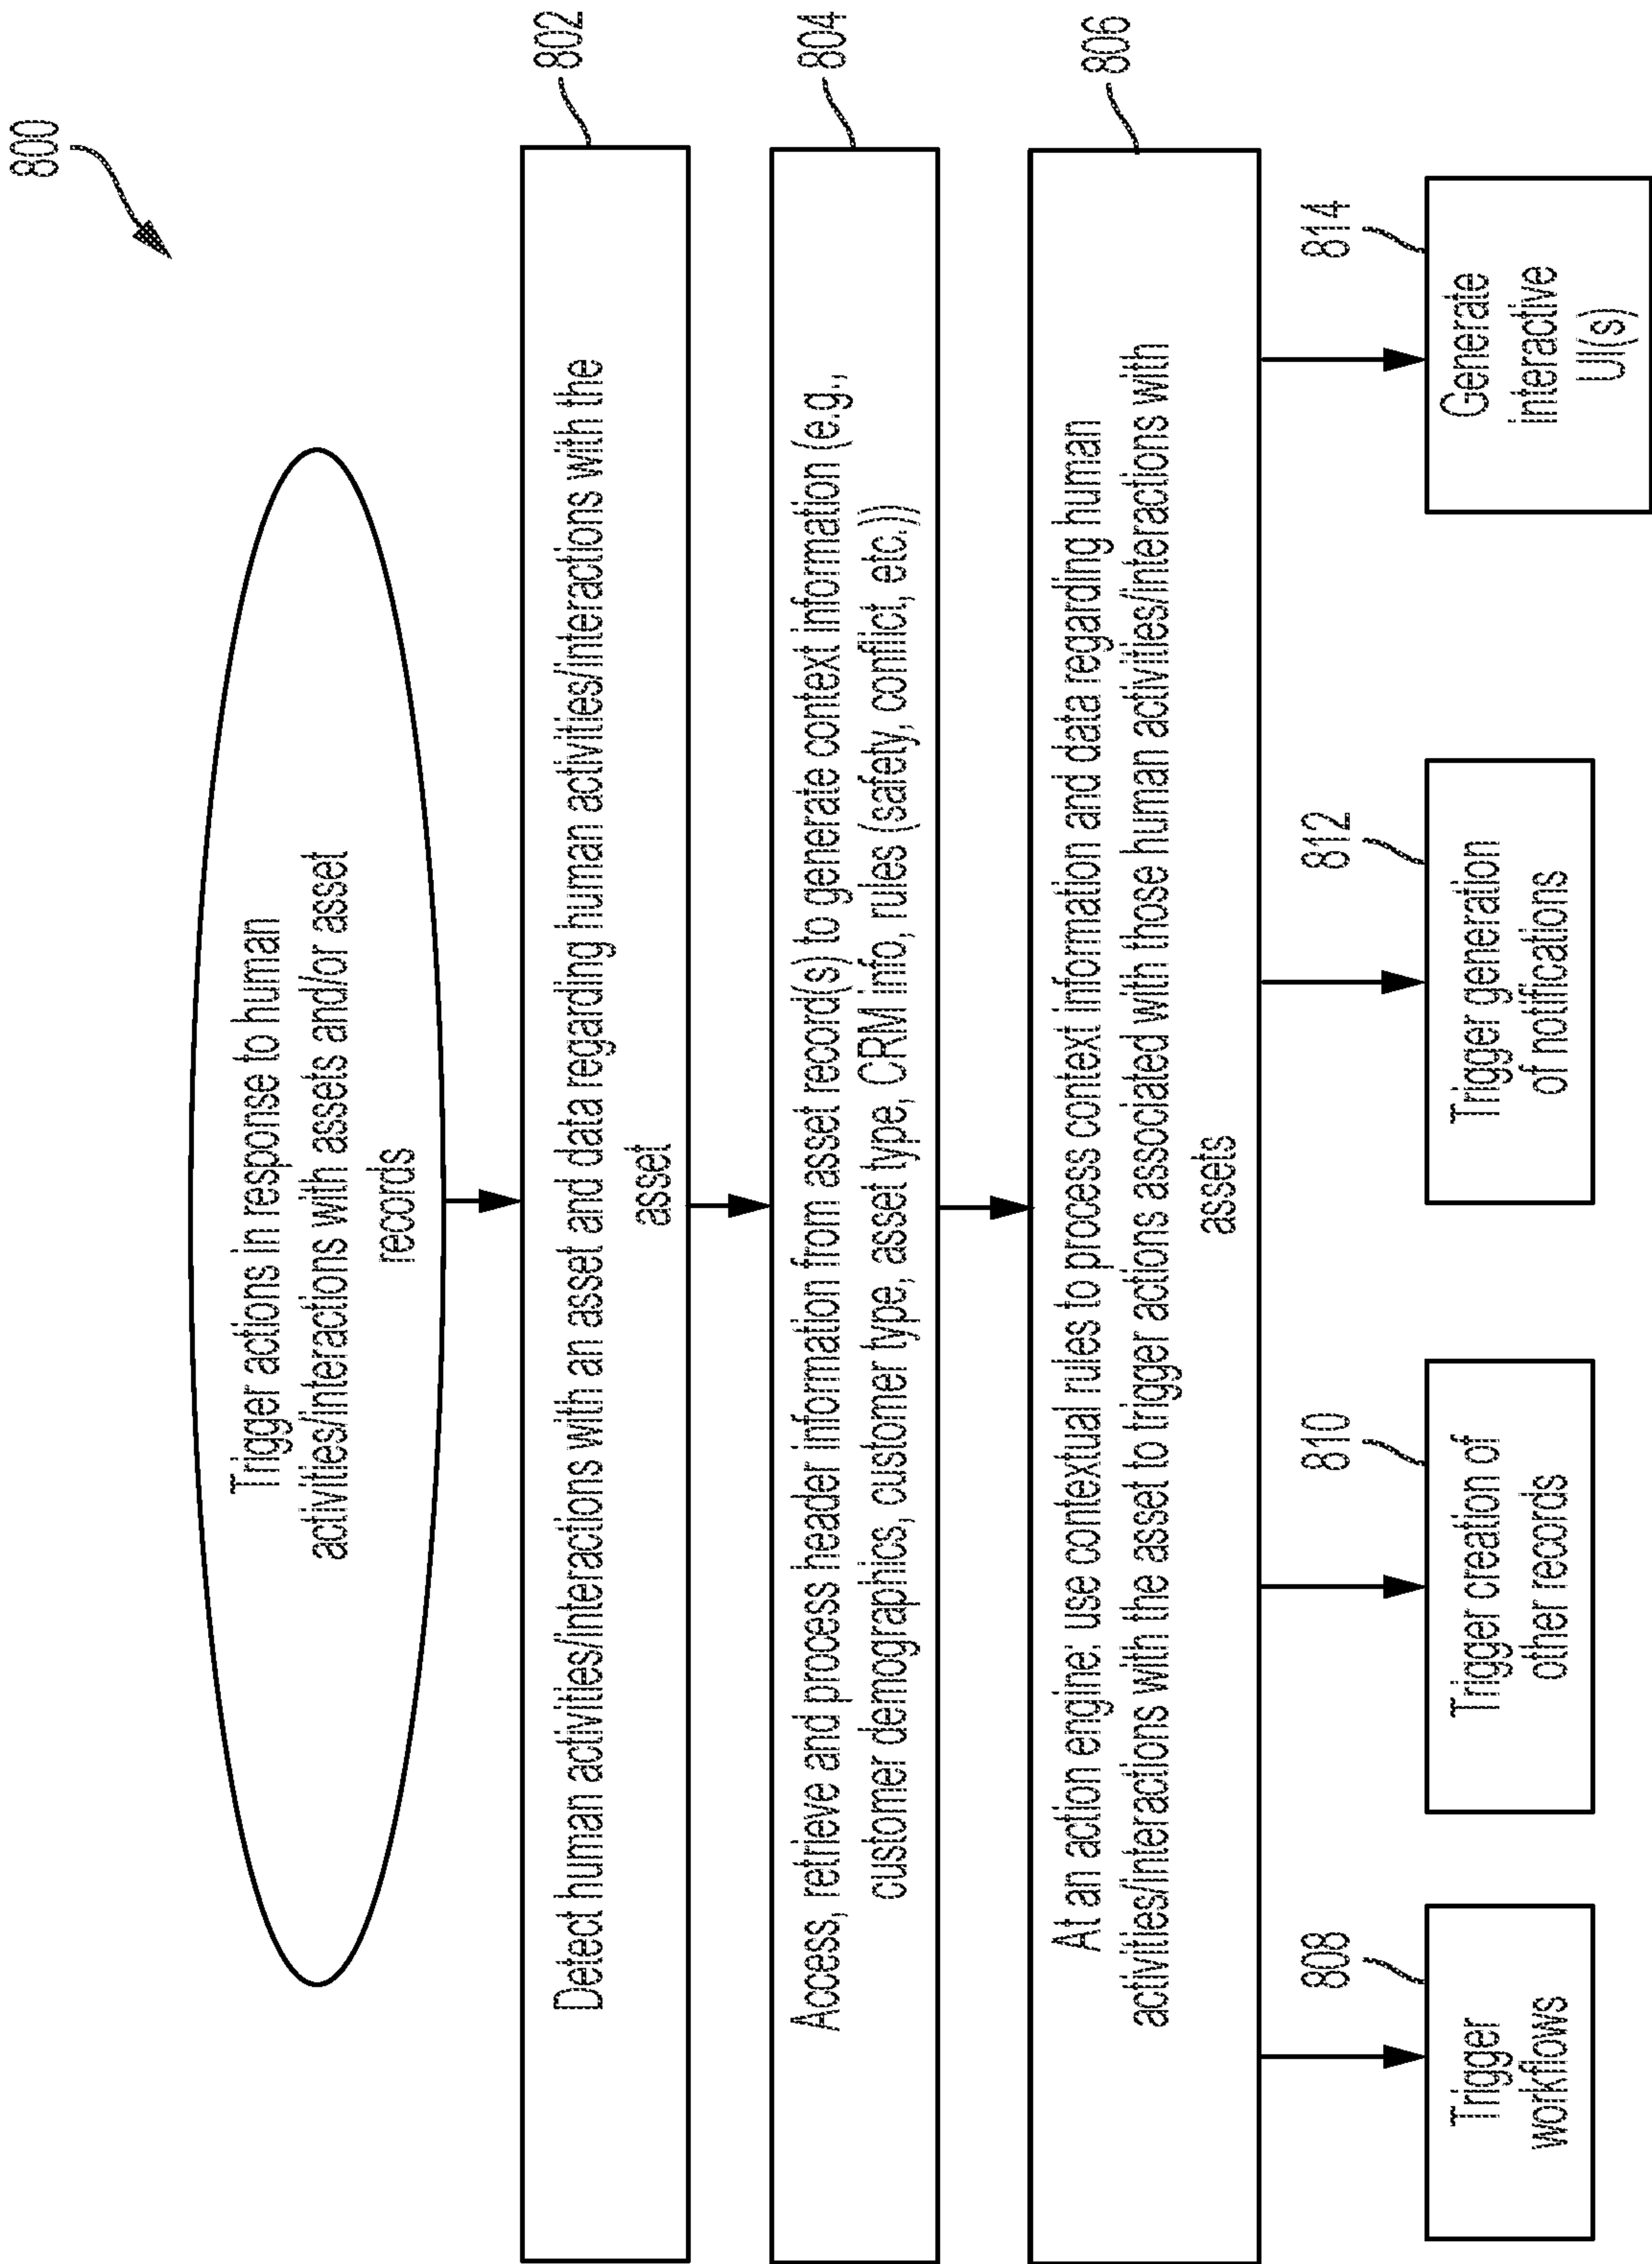 800
Trigger actions in response to human
activities/interactions with assets and/or asset
records
802
Detect human activities/interactions with an asset and data regarding human activities/interactions with the
asset
804
Access, retrieve and process header information from asset record(s) to generate context information (e.g.,
customer demographics, customer type, asset type, CRM info, rules (safety, conflict, etc.))
806
At an action engine: use contextual rules to process context information and data regarding human
activities/interactions with the asset to trigger actions associated with those human activities/interactions with
assets
808
Trigger
workflows
810
Trigger creation of
other records
812
Trigger generation
of notifications
814
Generate
interactive
UI(s)